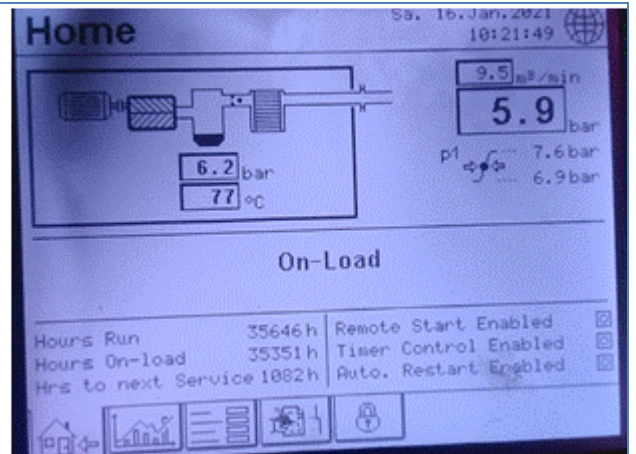 Home
Sa. 16.Jan.2021
10:21:49
9.5 m³/min
5.9 bar
p1
7.6 bar
6.9 bar
6.2 bar
77 °C
On-Load
Hours Run 35646 h
Hours On-load 35351 h
Hrs to next Service 1082 h
Remote Start Enabled
Timer Control Enabled
Auto. Restart Enabled